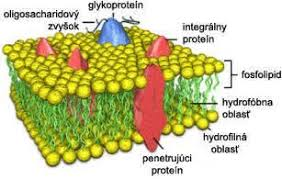 glykoproteín
oligosacharidový
zvyšok
integrálny
proteín
fosfolipid
hydrofóbna
oblasť
hydrofilná
oblasť
penetrujúci
proteín